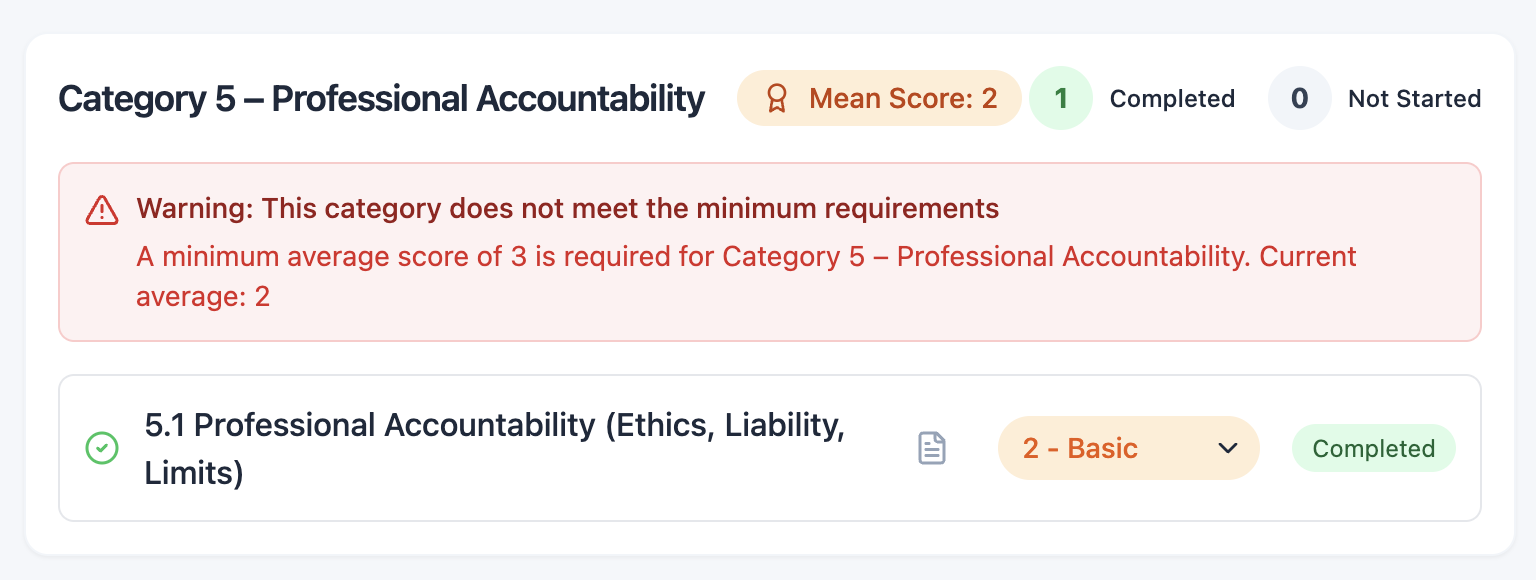 Category 5 – Professional Accountability
Mean Score: 2
1 Completed
0 Not Started
Warning: This category does not meet the minimum requirements
A minimum average score of 3 is required for Category 5 – Professional Accountability. Current
average: 2
5.1 Professional Accountability (Ethics, Liability,
Limits)
2 - Basic
Completed